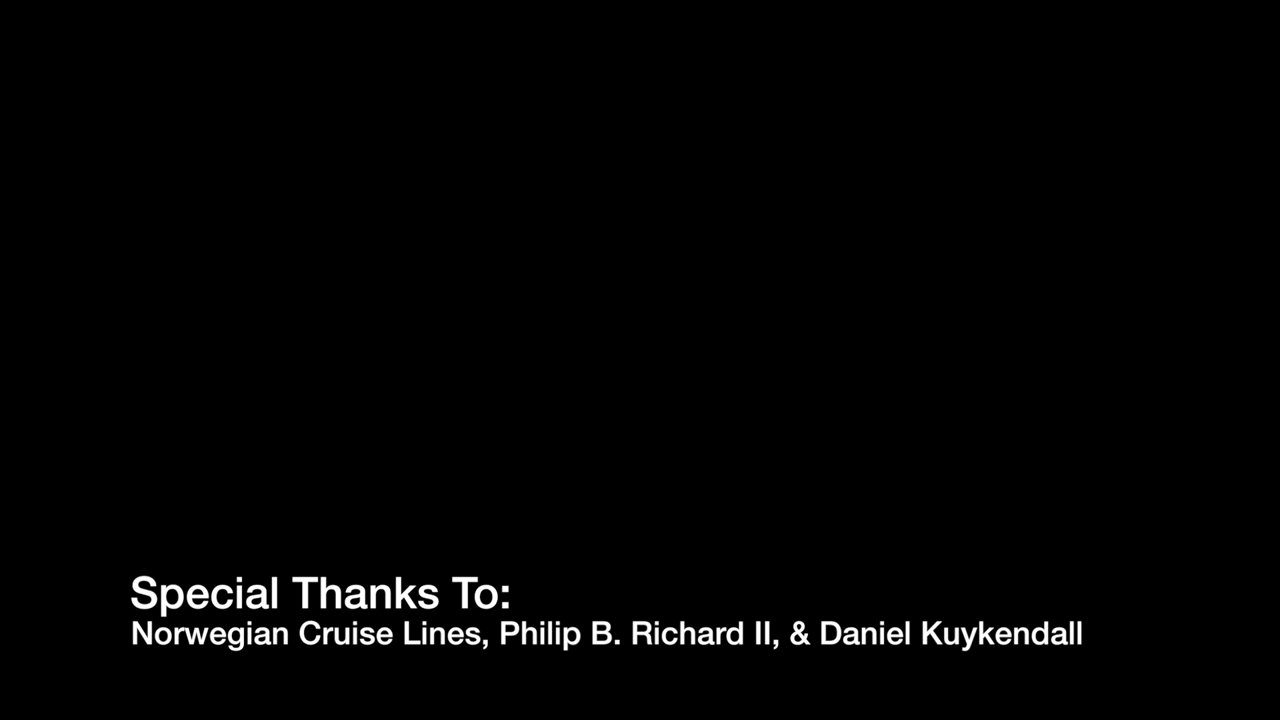 Special Thanks To:
Norwegian Cruise Lines, Philip B. Richard II, & Daniel Kuykendall